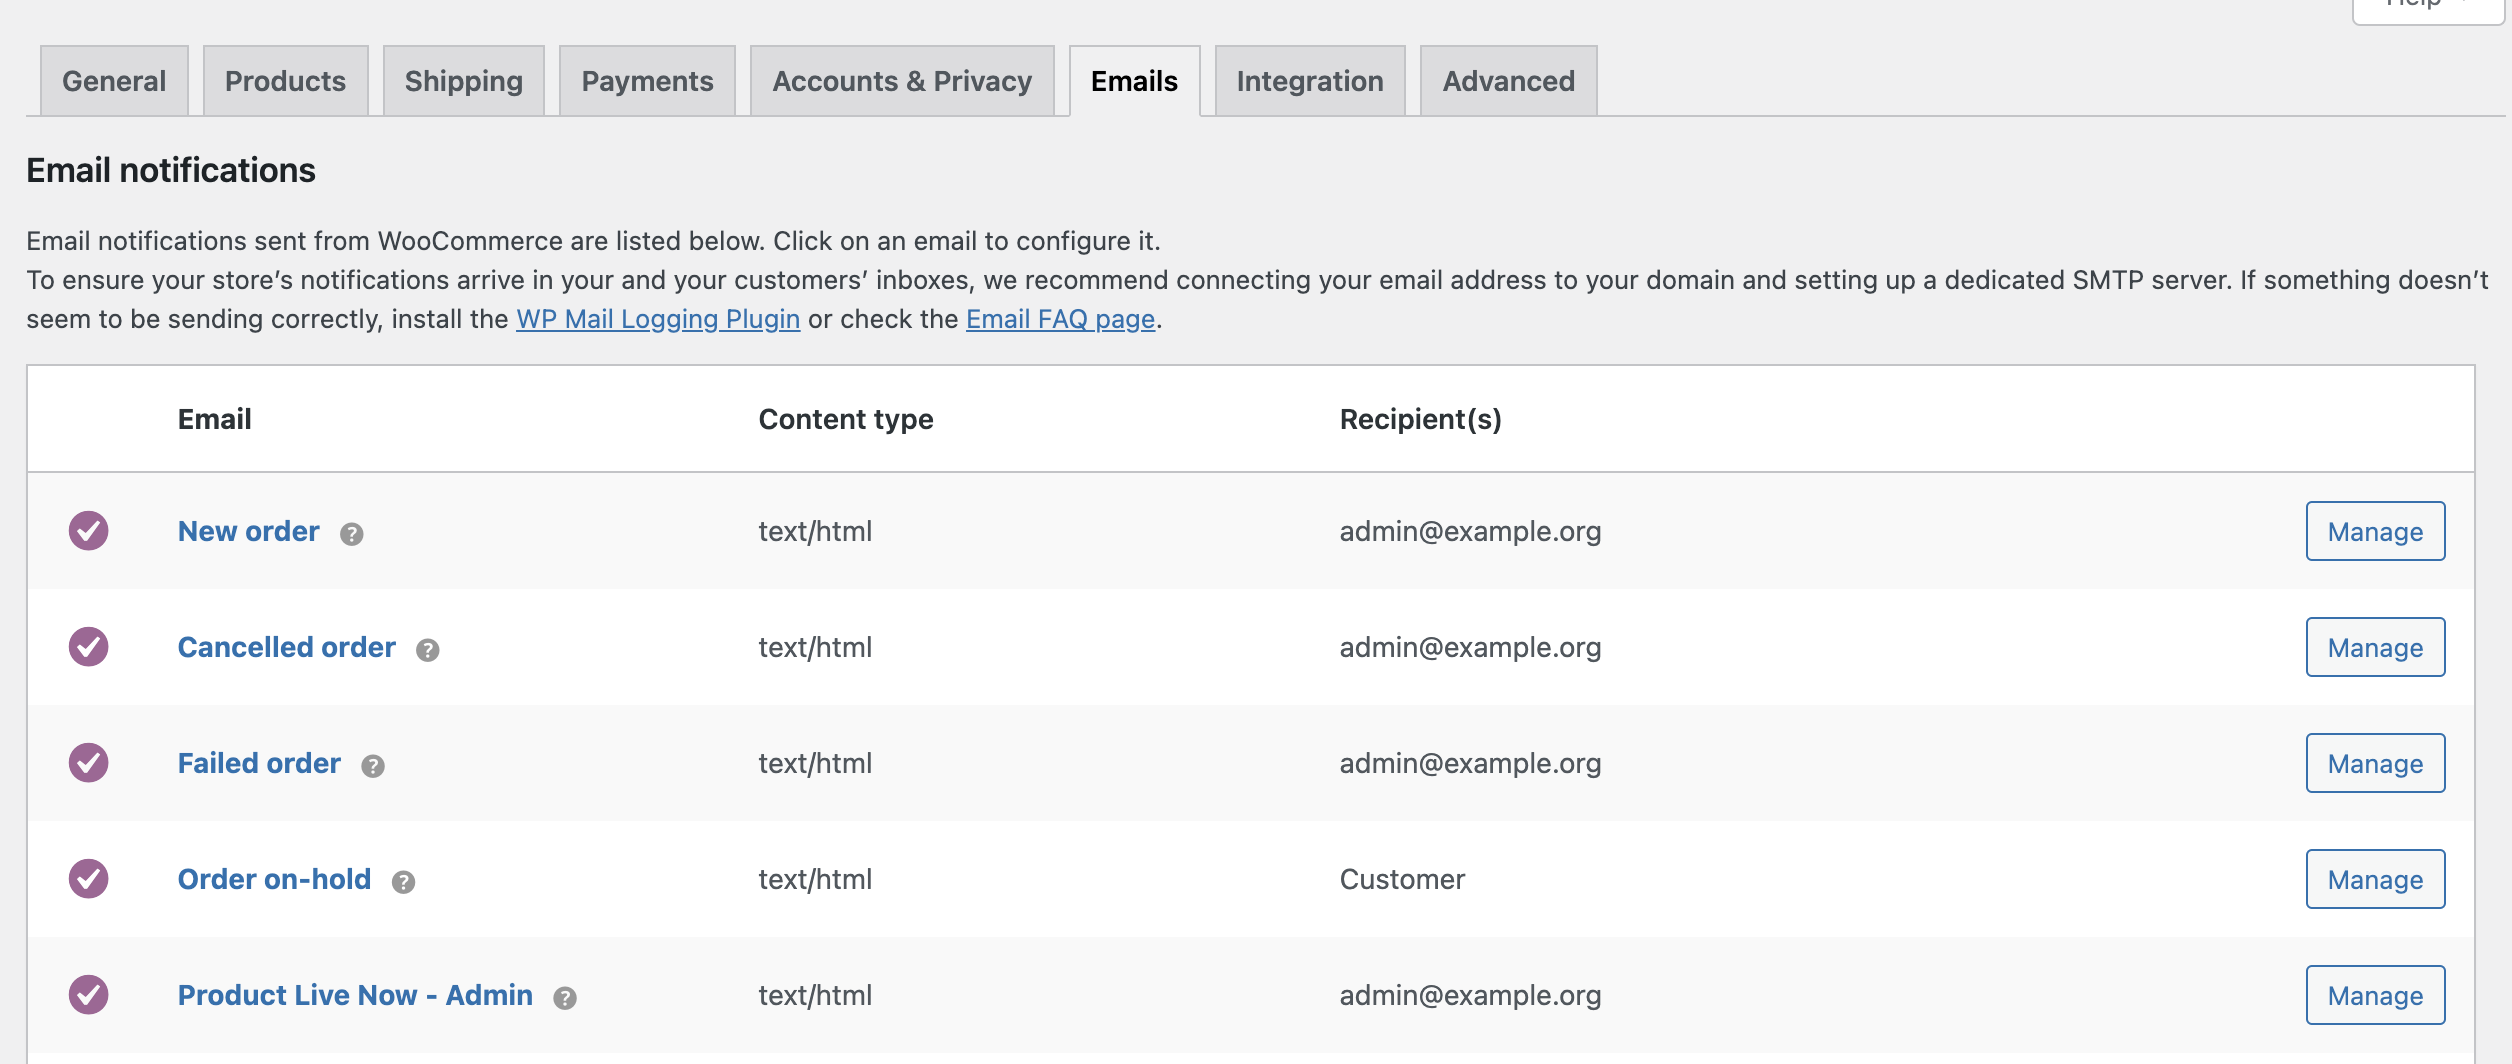 Help
General Products Shipping Payments Accounts & Privacy Emails Integration Advanced
Email notifications
Email notifications sent from WooCommerce are listed below. Click on an email to configure it.
To ensure your store’s notifications arrive in your and your customers’ inboxes, we recommend connecting your email address to your domain and setting up a dedicated SMTP server. If something doesn’t
seem to be sending correctly, install the WP Mail Logging Plugin or check the Email FAQ page.
Email Content type Recipient(s)
New order ? text/html admin@example.org Manage
Cancelled order ? text/html admin@example.org Manage
Failed order ? text/html admin@example.org Manage
Order on-hold ? text/html Customer Manage
Product Live Now - Admin ? text/html admin@example.org Manage